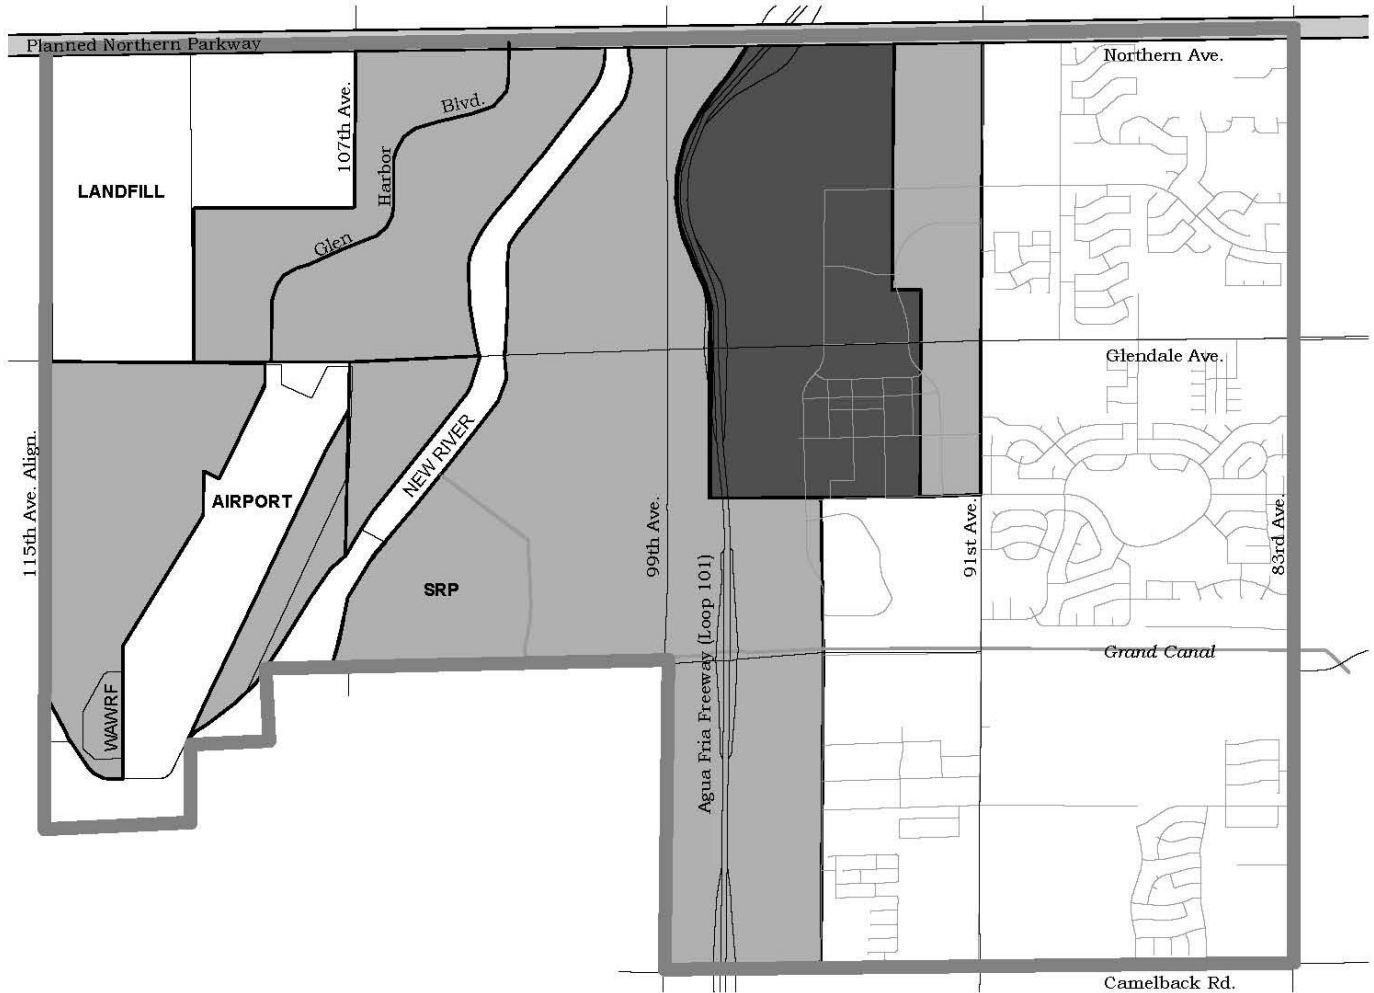 Planned Northern Parkway
Northern Ave.
107th Ave.
Blvd.
Harbor
Glen
LANDFILL
Glendale Ave.
115th Ave. Align.
AIRPORT
NEW RIVER
99th Ave.
91st Ave.
83rd Ave.
SRP
Agua Fria Freeway (Loop 101)
Grand Canal
WAWRF
Camelback Rd.